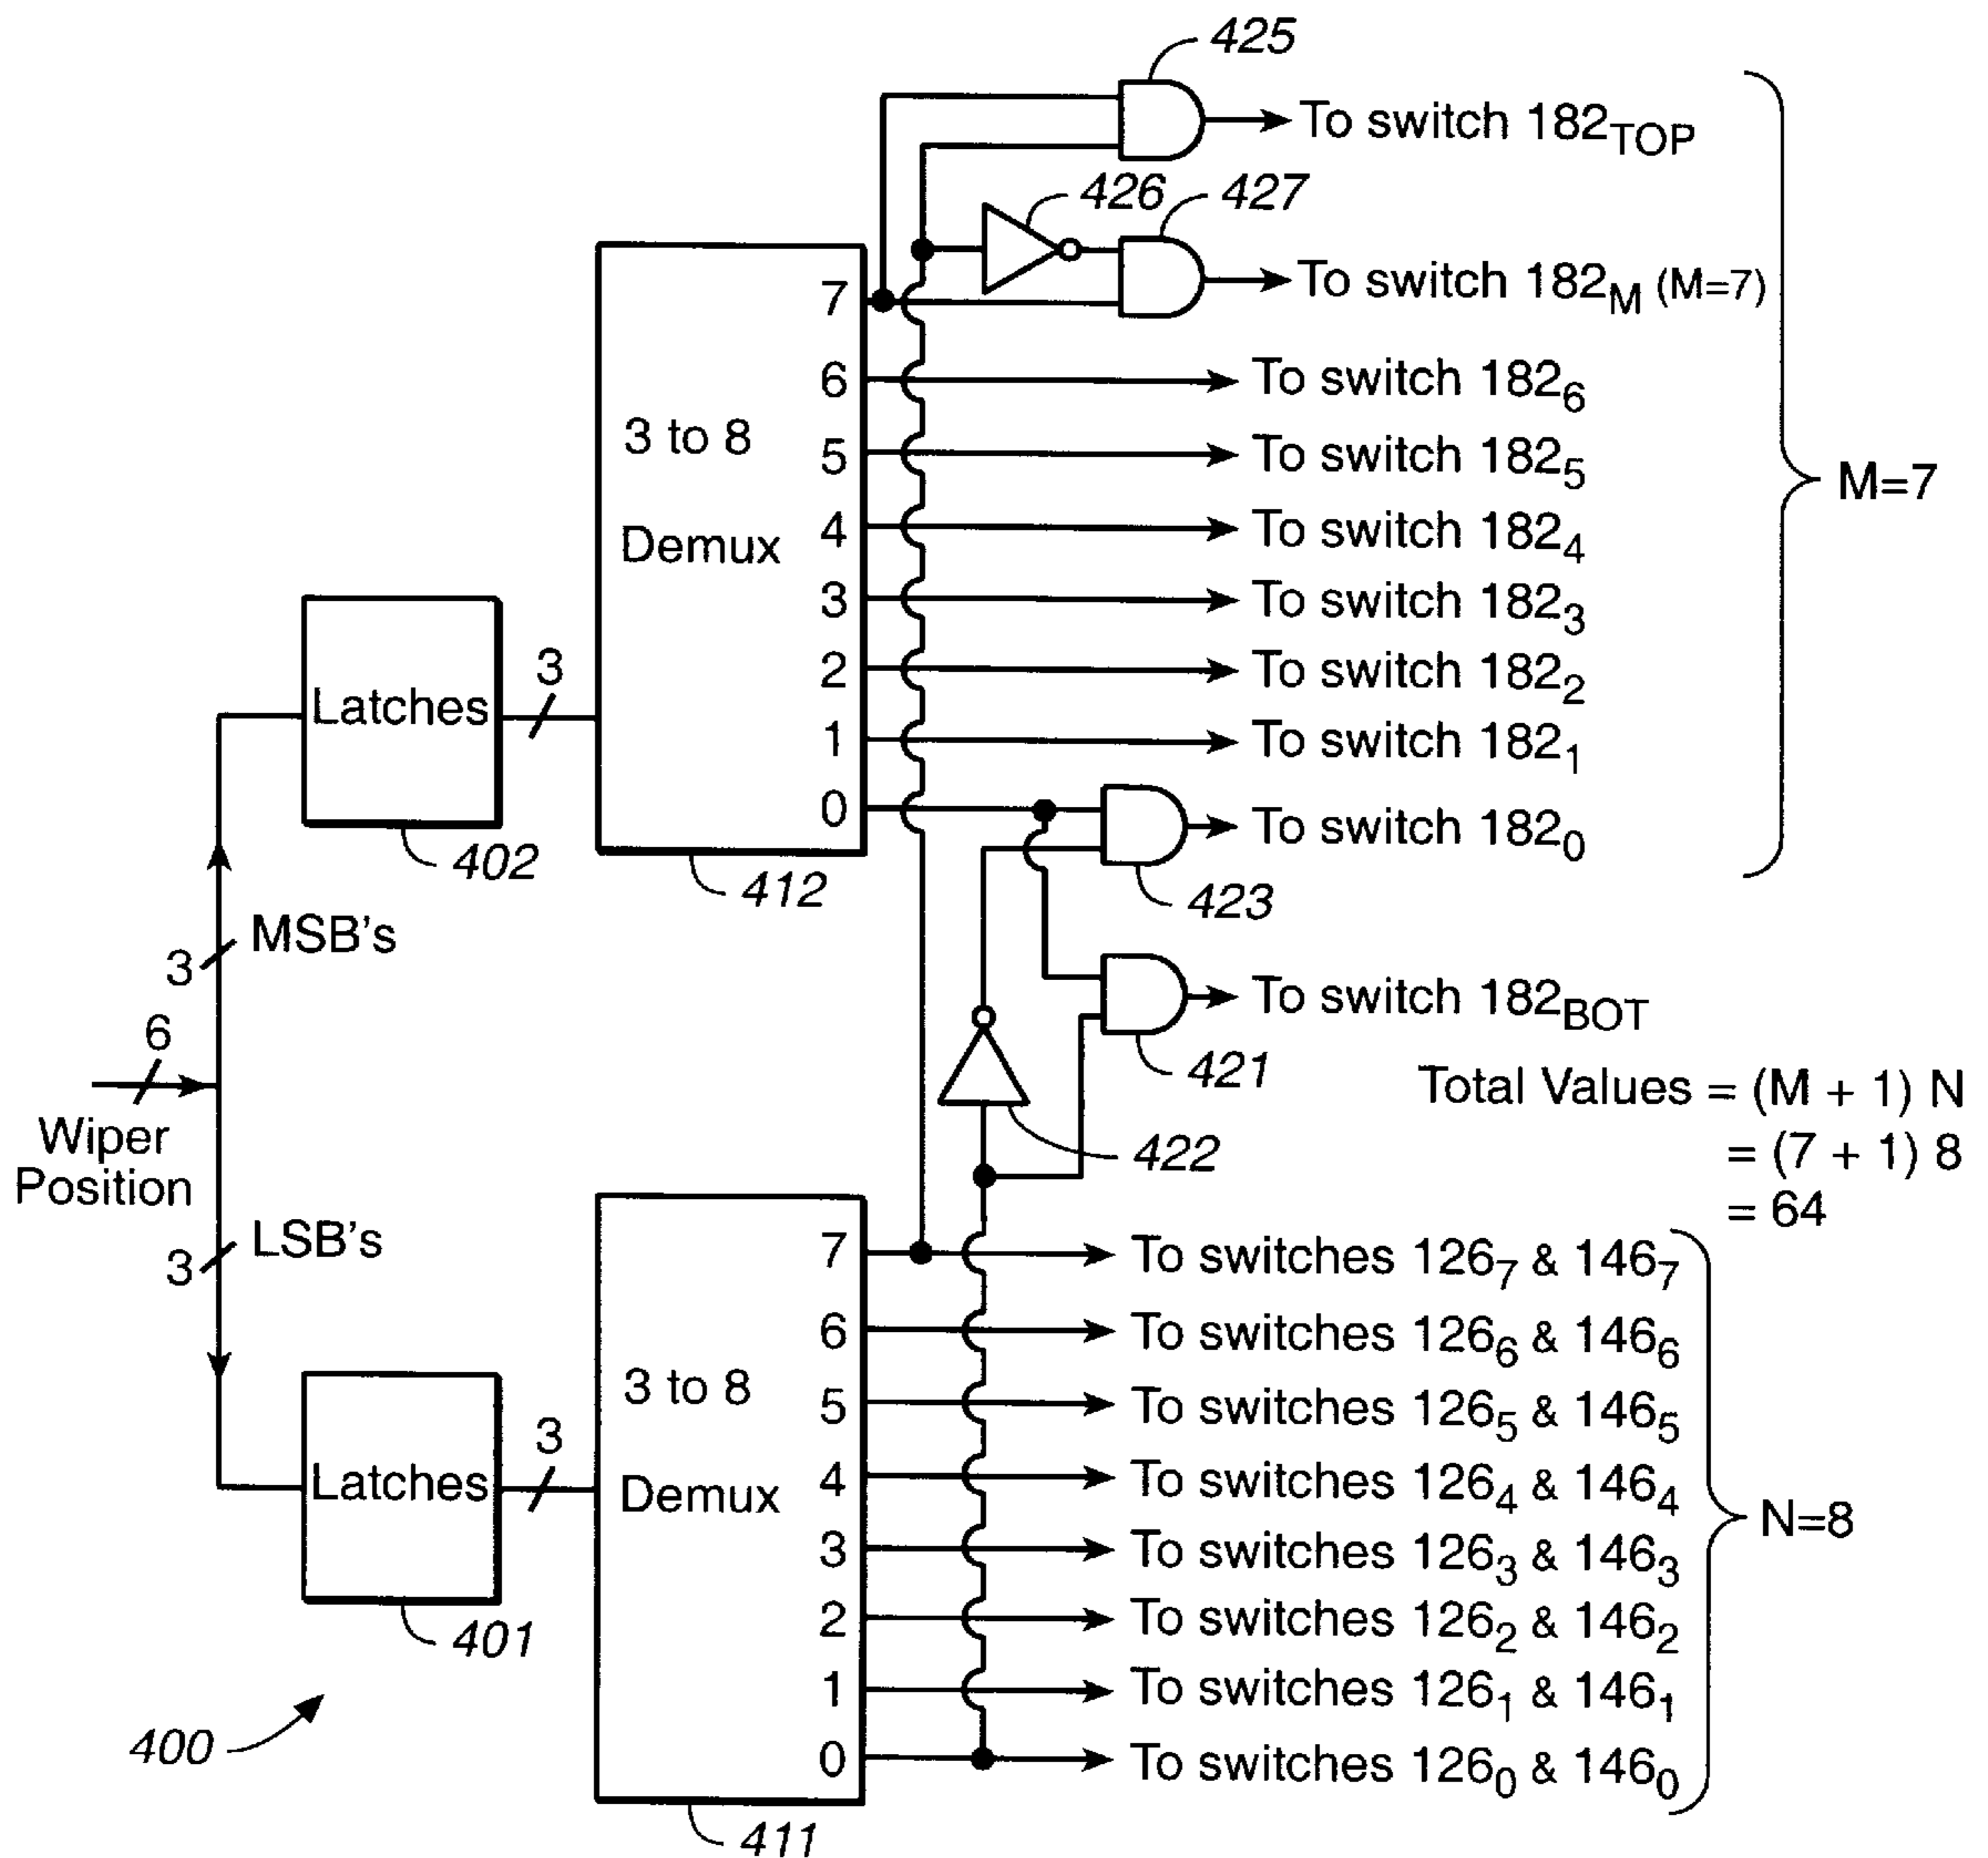 425
To switch 182TOP
426
427
To switch 182M (M=7)
7
6
To switch 1826
3 to 8
5
To switch 1825
M=7
Demux
4
To switch 1824
3
To switch 1823
Latches
3
2
To switch 1822
1
To switch 1821
0
To switch 1820
402
412
423
MSB's
3
To switch 182BOT
6
421
Total Values = (M + 1) N
Wiper
Position
422
= (7 + 1) 8
= 64
LSB's
3
7
To switches 1267 & 1467
6
To switches 1266 & 1466
3 to 8
5
To switches 1265 & 1465
3
Latches
Demux
4
To switches 1264 & 1464
N=8
3
To switches 1263 & 1463
401
2
To switches 1262 & 1462
1
To switches 1261 & 1461
400
0
To switches 1260 & 1460
411